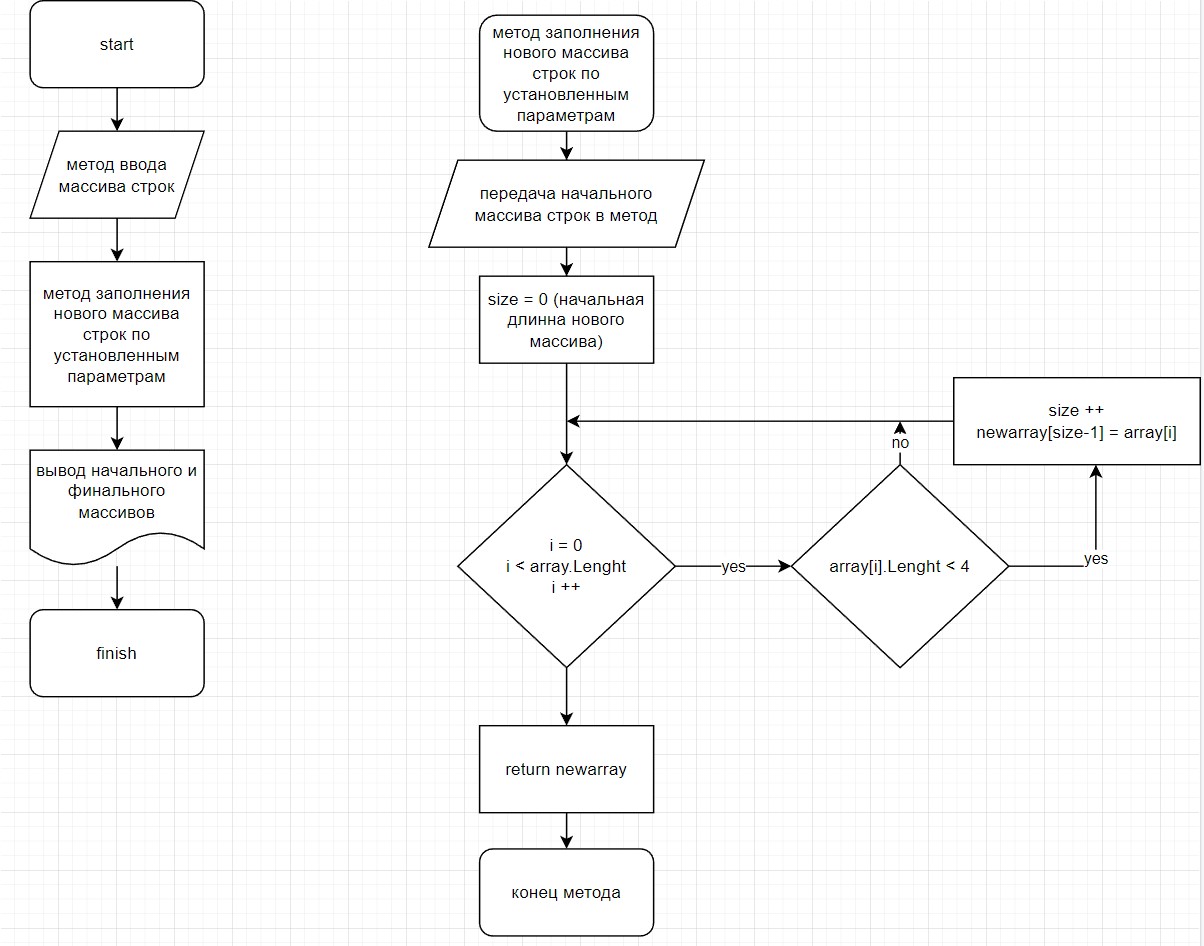 start
метод ввода
массива строк
метод заполнения
нового массива
строк по
установленным
параметрам
вывод начального и
финального
массивов
finish
метод заполнения
нового массива
строк по
установленным
параметрам
передача начального
массива строк в метод
size = 0 (начальная
длинна нового
массива)
size ++
newarray[size-1] = array[i]
no
i = 0
i < array.Lenght
i ++
yes
array[i].Lenght < 4
yes
return newarray
конец метода